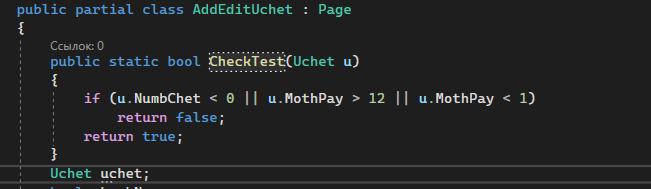 public partial class AddEditUchet : Page
{
Ссылок: 0
public static bool CheckTest(Uchet u)
{
if (u.NumbChet < 0 || u.MothPay > 12 || u.MothPay < 1)
return false;
return true;
}
Uchet uchet;